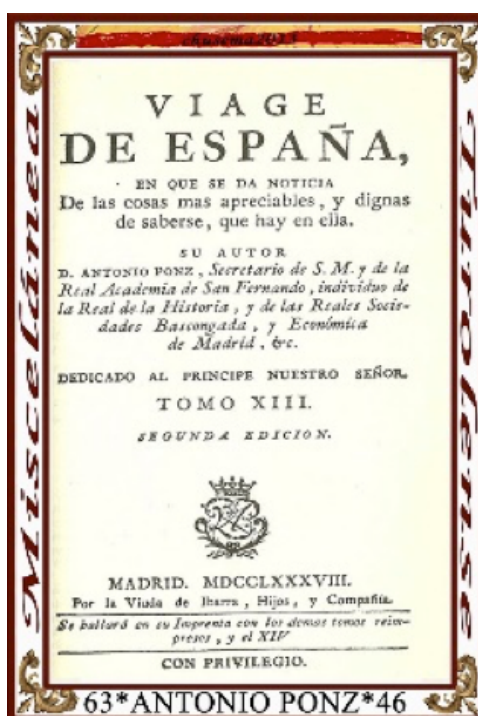 chusema2013
VIAGE
DE ESPAÑA,
EN QUE SE DA NOTICIA
De las cosas mas apreciables, y dignas
de saberse, que hay en ella.
SU AUTOR
D. ANTONIO PONZ, Secretario de S. M. y de la
Real Academia de San Fernando, individuo de
la Real de la Historia, y de las Reales Socie-
dades Bascongada, y Económica
de Madrid, &c.
DEDICADO AL PRINCIPE NUESTRO SEÑOR.
TOMO XIII.
SEGUNDA EDICION.
MADRID. MDCCLXXXVIII.
Por la Viuda de Ibarra, Hijos, y Compañía.
Se hallará en su Imprenta con los demas tomos reim-
presos, y el XIV
CON PRIVILEGIO.
Miscelánea
Trujillanse
63*ANTONIO PONZ*46